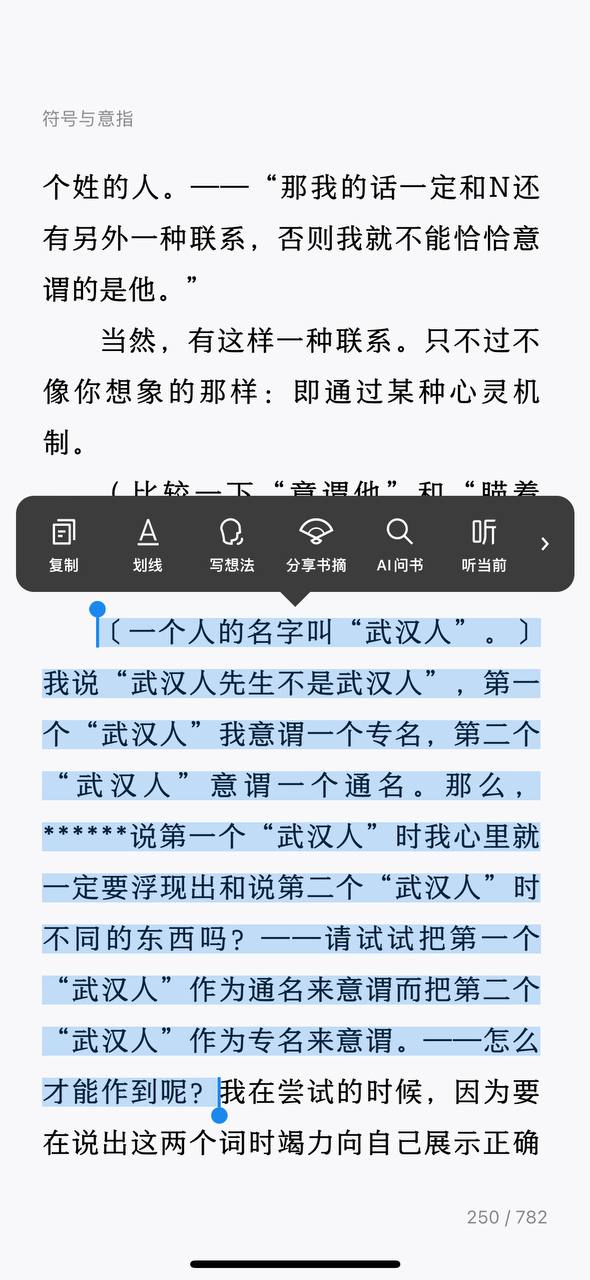 符号与意指
个姓的人。——“那我的话一定和N还
有另外一种联系，否则我就不能恰恰意
谓的是他。”
当然，有这样一种联系。只不过不
像你想象的那样：即通过某种心灵机
制。
（比较一下“意谓他”和“瞄着
复制 划线 写想法 分享书摘 AI问书 听当前
〔一个人的名字叫“武汉人”。〕
我说“武汉人先生不是武汉人”，第一
个“武汉人”我意谓一个专名，第二个
“武汉人”意谓一个通名。那么，
******说第一个“武汉人”时我心里就
一定要浮现出和说第二个“武汉人”时
不同的东西吗？——请试试把第一个
“武汉人”作为通名来意谓而把第二个
“武汉人”作为专名来意谓。——怎么
才能作到呢？我在尝试的时候，因为要
在说出这两个词时竭力向自己展示正确
250 / 782